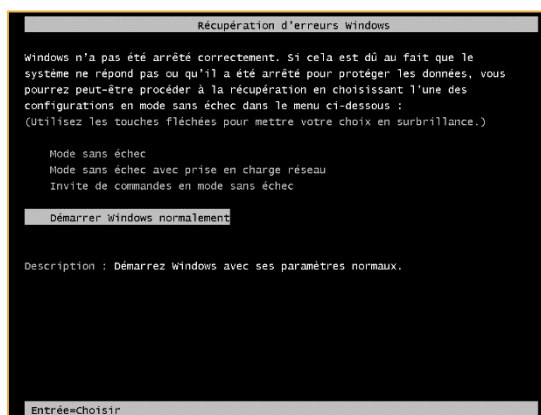 Récupération d'erreurs Windows
Windows n'a pas été arrêté correctement. Si cela est dû au fait que le
système ne répond pas ou qu'il a été arrêté pour protéger les données, vous
pourrez peut-être procéder à la récupération en choisissant l'une des
configurations en mode sans échec dans le menu ci-dessous :
(Utilisez les touches fléchées pour mettre votre choix en surbrillance.)
Mode sans échec
Mode sans échec avec prise en charge réseau
Invite de commandes en mode sans échec
Démarrer Windows normalement
Description : Démarrez Windows avec ses paramètres normaux.
Entrée=Choisir